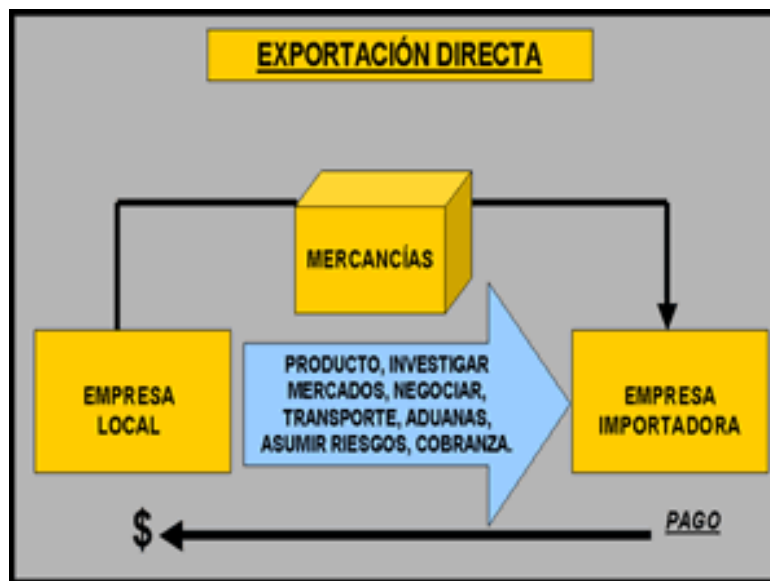 EXPORTACIÓN DIRECTA
MERCANCÍAS
EMPRESA
LOCAL
PRODUCTO, INVESTIGAR
MERCADOS, NEGOCIAR,
TRANSPORTE, ADUANAS,
ASUMIR RIESGOS, COBRANZA.
EMPRESA
IMPORTADORA
$
PAGO